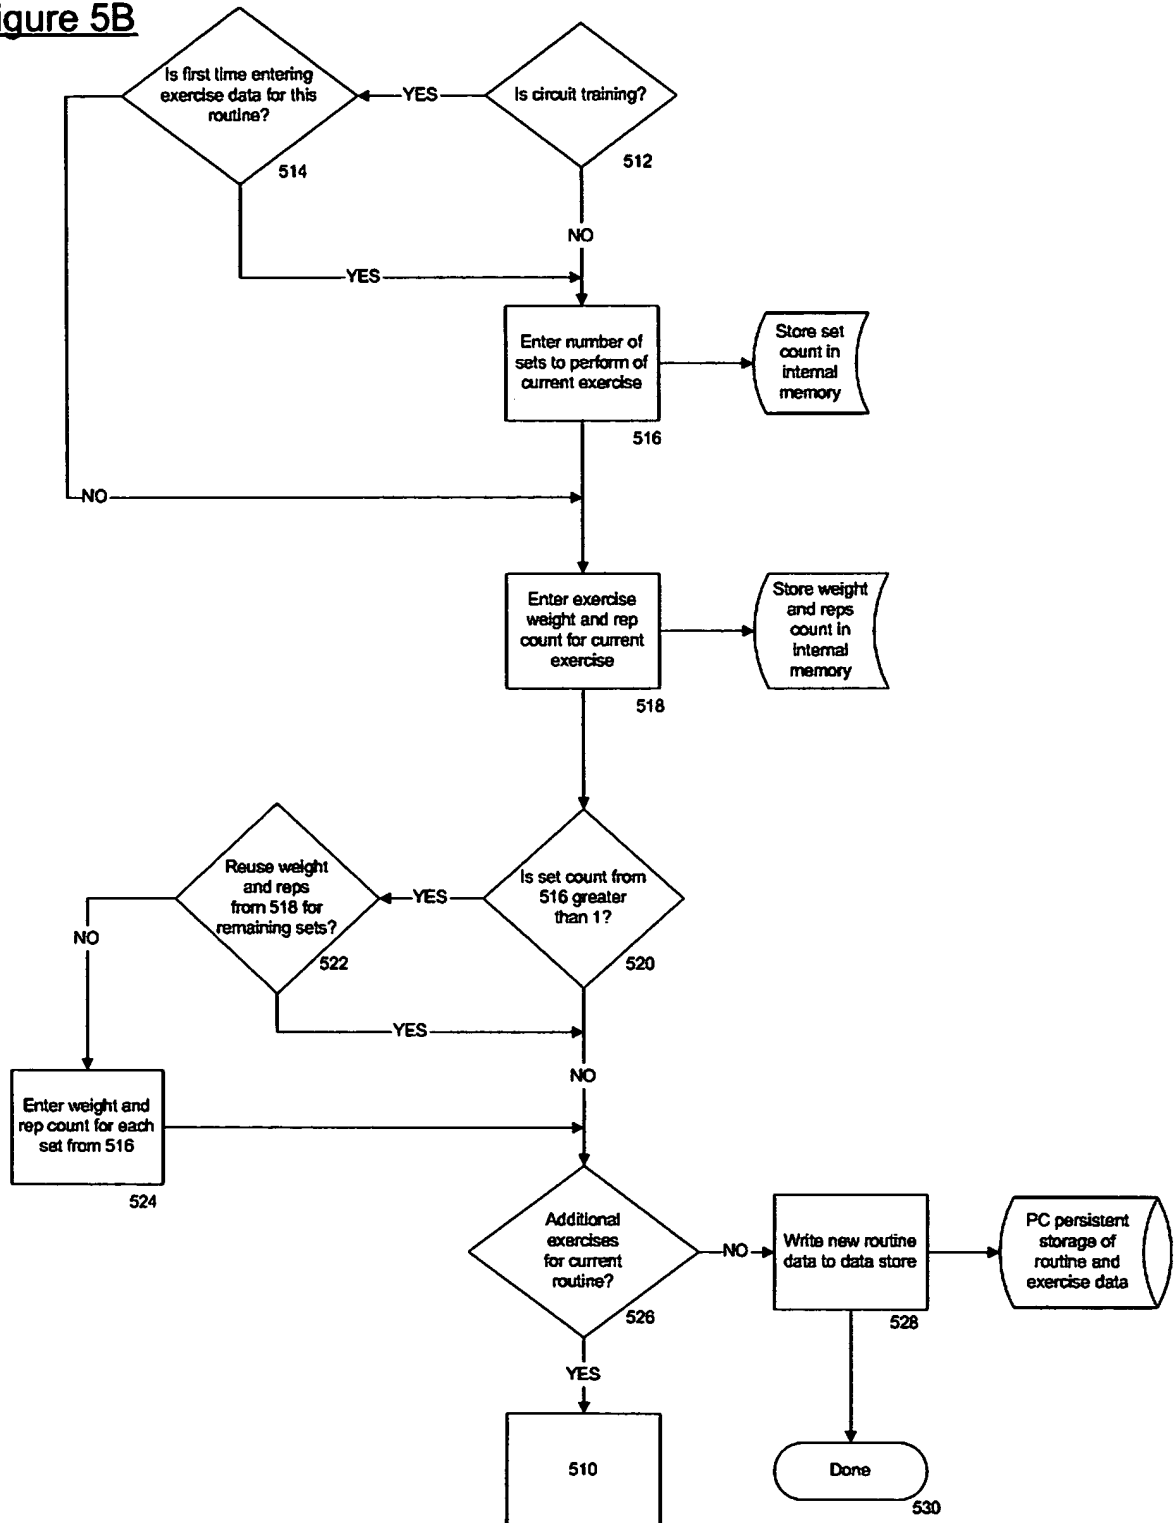 igure 5B
Is first time entering
exercise data for this
routine?
514
YES
Is circuit training?
512
NO
YES
Enter number of
sets to perform of
current exercise
516
Store set
count in
internal
memory
NO
Enter exercise
weight and rep
count for current
exercise
518
Store weight
and reps
count in
internal
memory
Reuse weight
and reps
from 518 for
remaining sets?
522
YES
Is set count from
516 greater
than 1?
520
NO
YES
NO
Enter weight and
rep count for each
set from 516
524
Additional
exercises
for current
routine?
526
NO
Write new routine
data to data store
528
PC persistent
storage of
routine and
exercise data
YES
510
Done
530